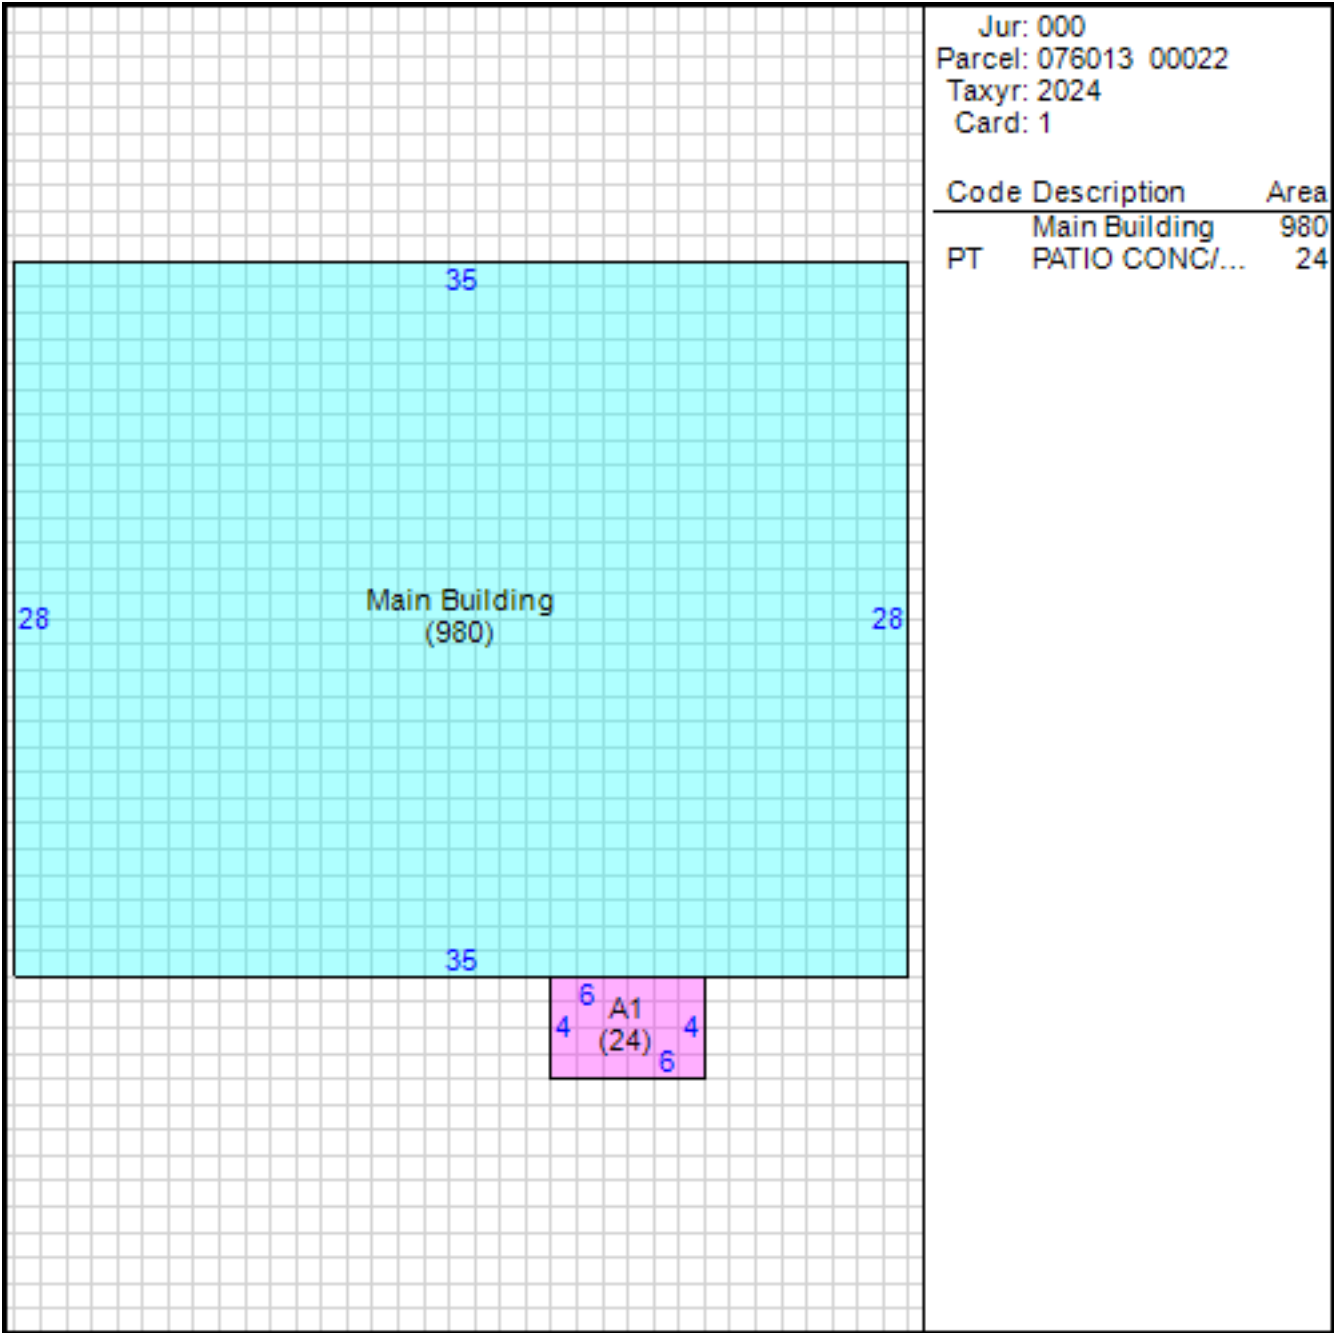 Jur: 000
Parcel: 076013 00022
Taxyr: 2024
Card: 1
Code Description Area
Main Building 980
PT PATIO CONC/... 24
35
28
Main Building
(980)
28
35
6
A1
4
4
(24)
6